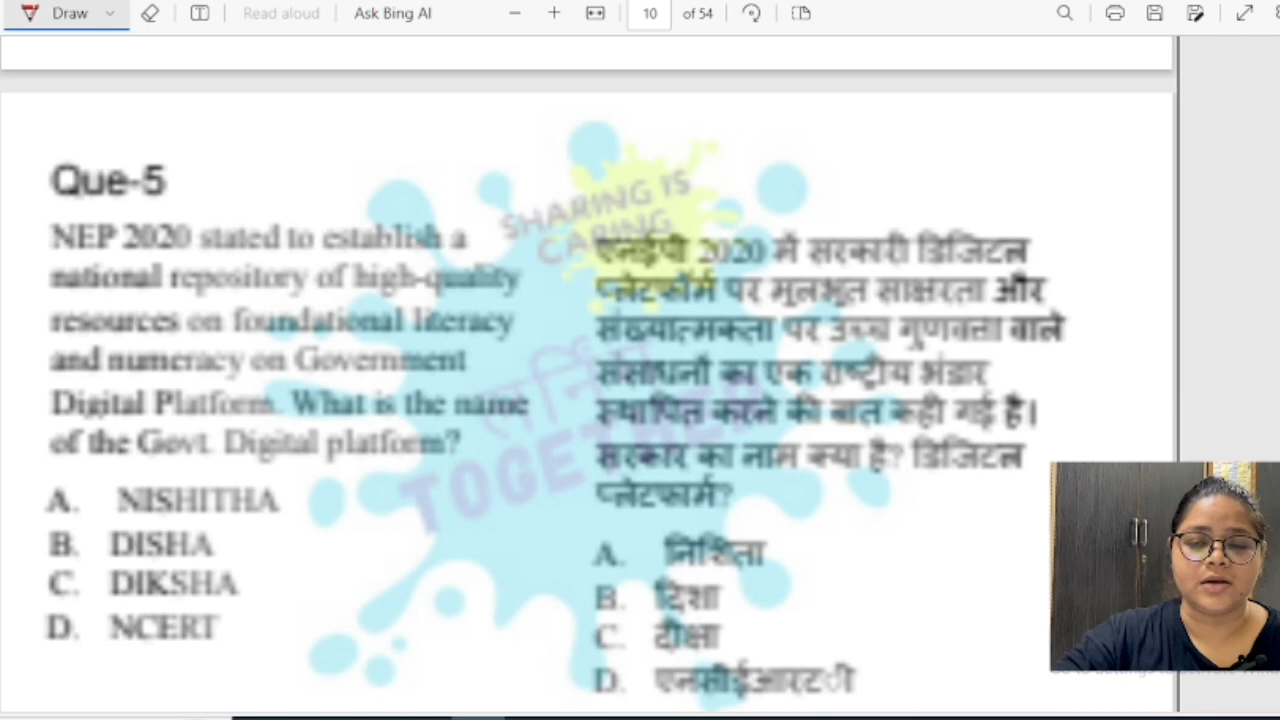 Draw
Read aloud
Ask Bing AI
10 of 54
Que-5
NEP 2020 stated to establish a
national repository of high-quality
resources on foundational literacy
and numeracy on Government
Digital Platform. What is the name
of the Govt. Digital platform?
A. NISHITHA
B. DISHA
C. DIKSHA
D. NCERT
एनईपी 2020 में सरकारी डिजिटल
प्लेटफॉर्म पर मूलभूत साक्षरता और
संख्यात्मकता पर उच्च गुणवत्ता वाले
संसाधनों का एक राष्ट्रीय भंडार
स्थापित करने की बात कही गई है।
सरकार का नाम क्या है? डिजिटल
प्लेटफार्म?
A. निशिता
B. दिशा
C. दीक्षा
D. एनसीईआरटी
SHARING IS
CARING
TOGETHER